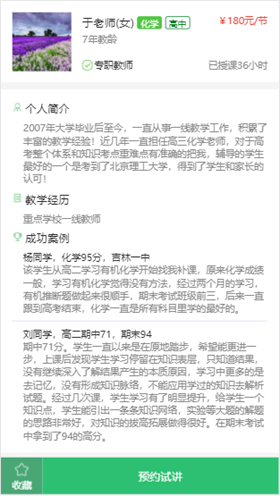 于老师(女) 化学 高中 ￥180元/节
7年教龄
专职教师 已授课36小时
个人简介
2007年大学毕业后至今，一直从事一线教学工作，积累了
丰富的教学经验！近几年一直担任高三化学老师，对于高
考整个体系和知识考点重难点有准确的把我，辅导的学生
最好的一个是考到了北京理工大学，得到了学生和家长的
认可！
教学经历
重点学校一线教师
成功案例
杨同学，化学95分，吉林一中
该学生从高二学习有机化学开始找我补课，原来化学成绩
一般，学习有机化学觉得没有方法，经过两个月的学习，
有机推断题做起来很顺手，期末考试班级前三，后来一直
跟到高考结束，化学一直是所有科目里学的最好的。
刘同学，高二期中71，期末94
期中71分。学生一直以来是在原地踏步，希望能更进一
步，上课后发现学生学习停留在知识表层，只知道结果，
没有继续深入了解结果产生的本质原因，学习中更多的是
去记忆，没有形成知识脉络，不能应用学过的知识去解析
试题。经过几次课，学生学习有了明显提升，给学生一个
知识点，学生能引出一条条知识网络，实验等大题的解题
的思路非常好，对知识的拔高拓展做得很好。在期末考试
中拿到了94的高分。
收藏 预约试讲